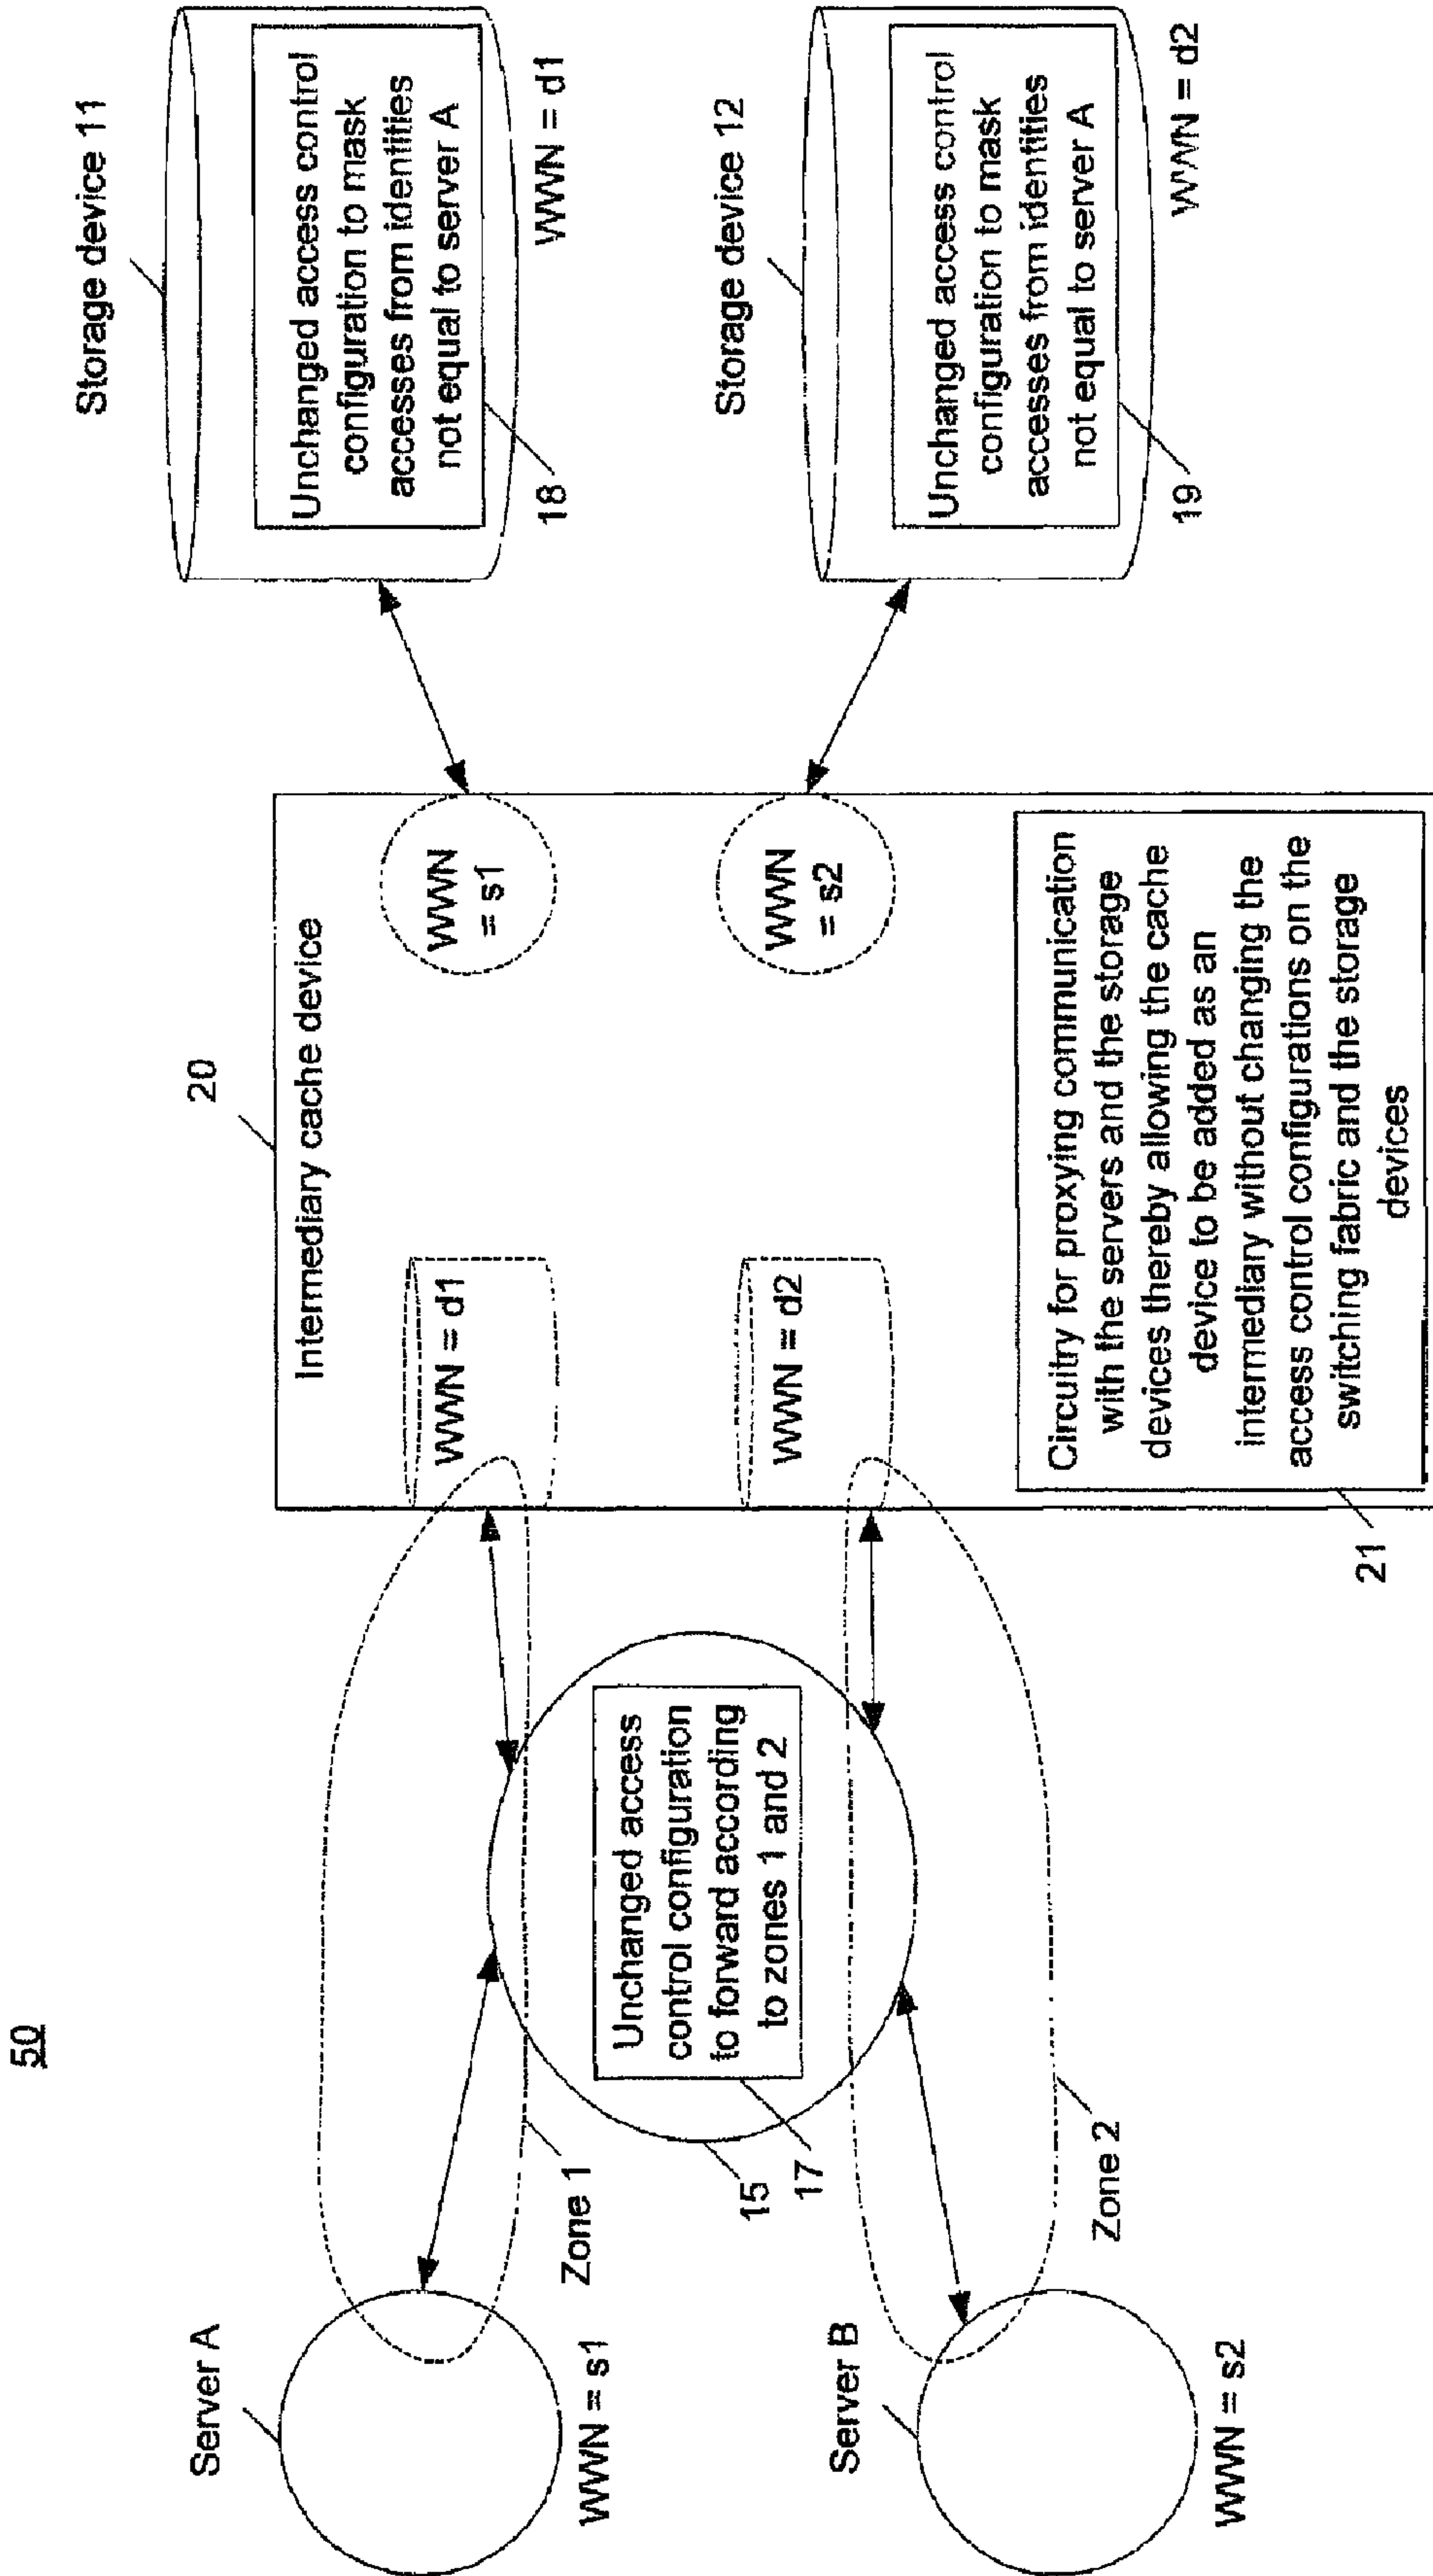 50
Server A
WWN = s1
Server B
WWN = s2
Zone 1
15
17
Zone 2
Unchanged access
control configuration
to forward according
to zones 1 and 2
20
Intermediary cache device
WWN = d1
WWN = d2
WWN
= s1
WWN
= s2
21
Circuitry for proxying communication
with the servers and the storage
devices thereby allowing the cache
device to be added as an
intermediary without changing the
access control configurations on the
switching fabric and the storage
devices
Storage device 11
Unchanged access control
configuration to mask
accesses from identities
not equal to server A
18
WWN = d1
Storage device 12
Unchanged access control
configuration to mask
accesses from identities
not equal to server A
19
WWN = d2